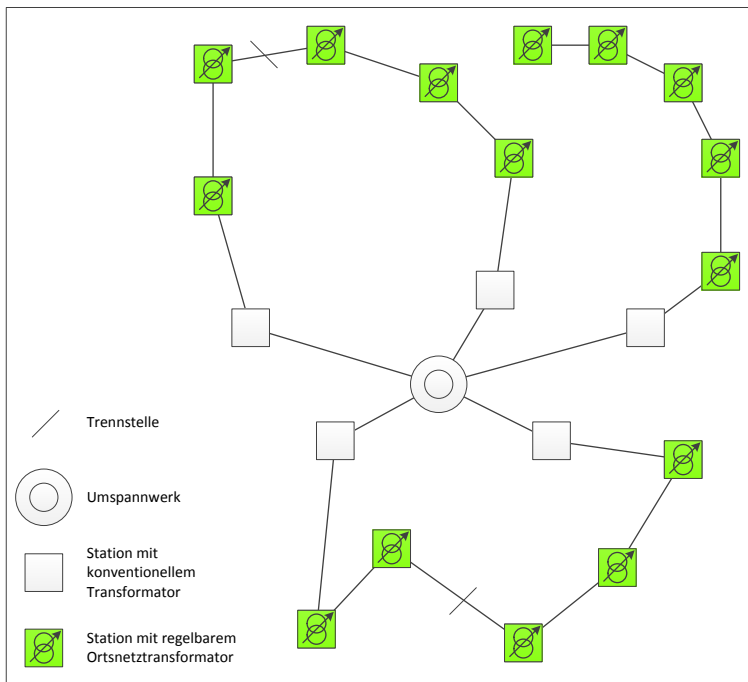 Trennstelle
Umspannwerk
Station mit
konventionellem
Transformator
Station mit regelbarem
Ortsnetztransformator